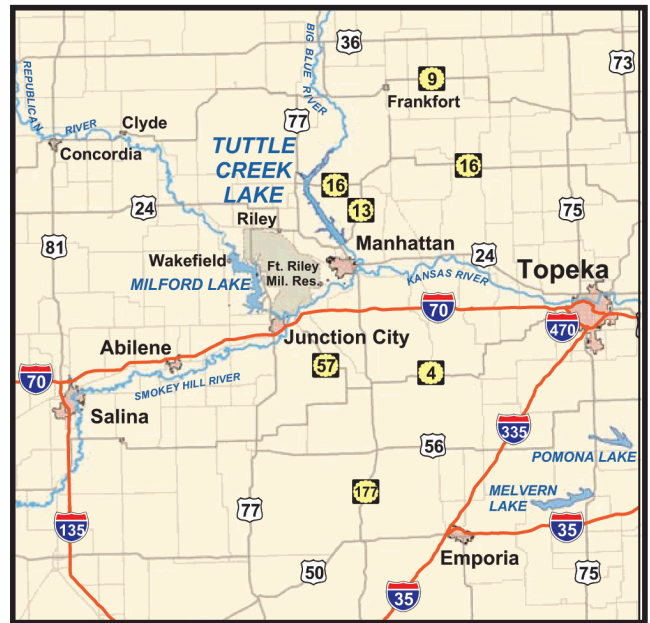 36
BIG BLUE RIVER
73
9
Frankfort
REPUBLICAN
RIVER
Clyde
77
Concordia
TUTTLE
CREEK
LAKE
16
16
24
13
75
Riley
81
Manhattan
24
Wakefield
Ft. Riley
Mil. Res.
MILFORD LAKE
KANSAS RIVER
Topeka
70
470
Junction City
Abilene
57
4
70
SMOKEY HILL RIVER
Salina
335
56
POMONA LAKE
177
MELVERN
LAKE
77
135
35
Emporia
50
75
35